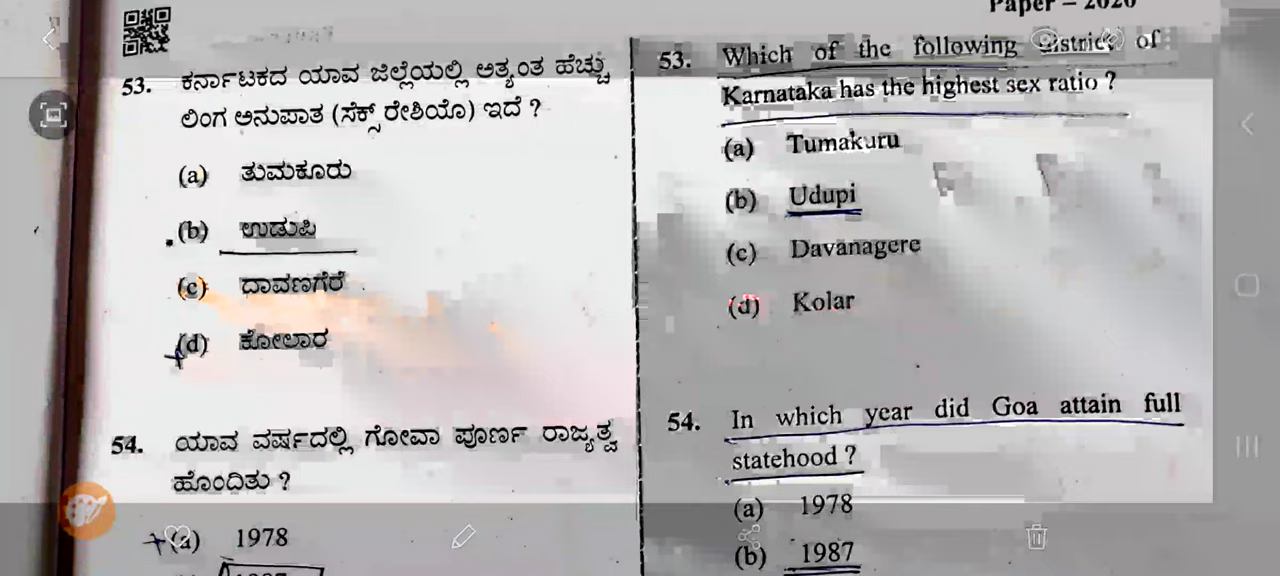 Paper – 2020
53. ಕರ್ನಾಟಕದ ಯಾವ ಜಿಲ್ಲೆಯಲ್ಲಿ ಅತ್ಯಂತ ಹೆಚ್ಚು
ಲಿಂಗ ಅನುಪಾತ (ಸೆಕ್ಸ್ ರೇಶಿಯೊ) ಇದೆ ?
(a) ತುಮಕೂರು
(b) ಉಡುಪಿ
(c) ದಾವಣಗೆರೆ
(d) ಕೋಲಾರ
54. ಯಾವ ವರ್ಷದಲ್ಲಿ ಗೋವಾ ಪೂರ್ಣ ರಾಜ್ಯತ್ವ
ಹೊಂದಿತು ?
(a) 1978
53. Which of the following district of
Karnataka has the highest sex ratio ?
(a) Tumakuru
(b) Udupi
(c) Davanagere
(d) Kolar
54. In which year did Goa attain full
statehood ?
(a) 1978
(b) 1987